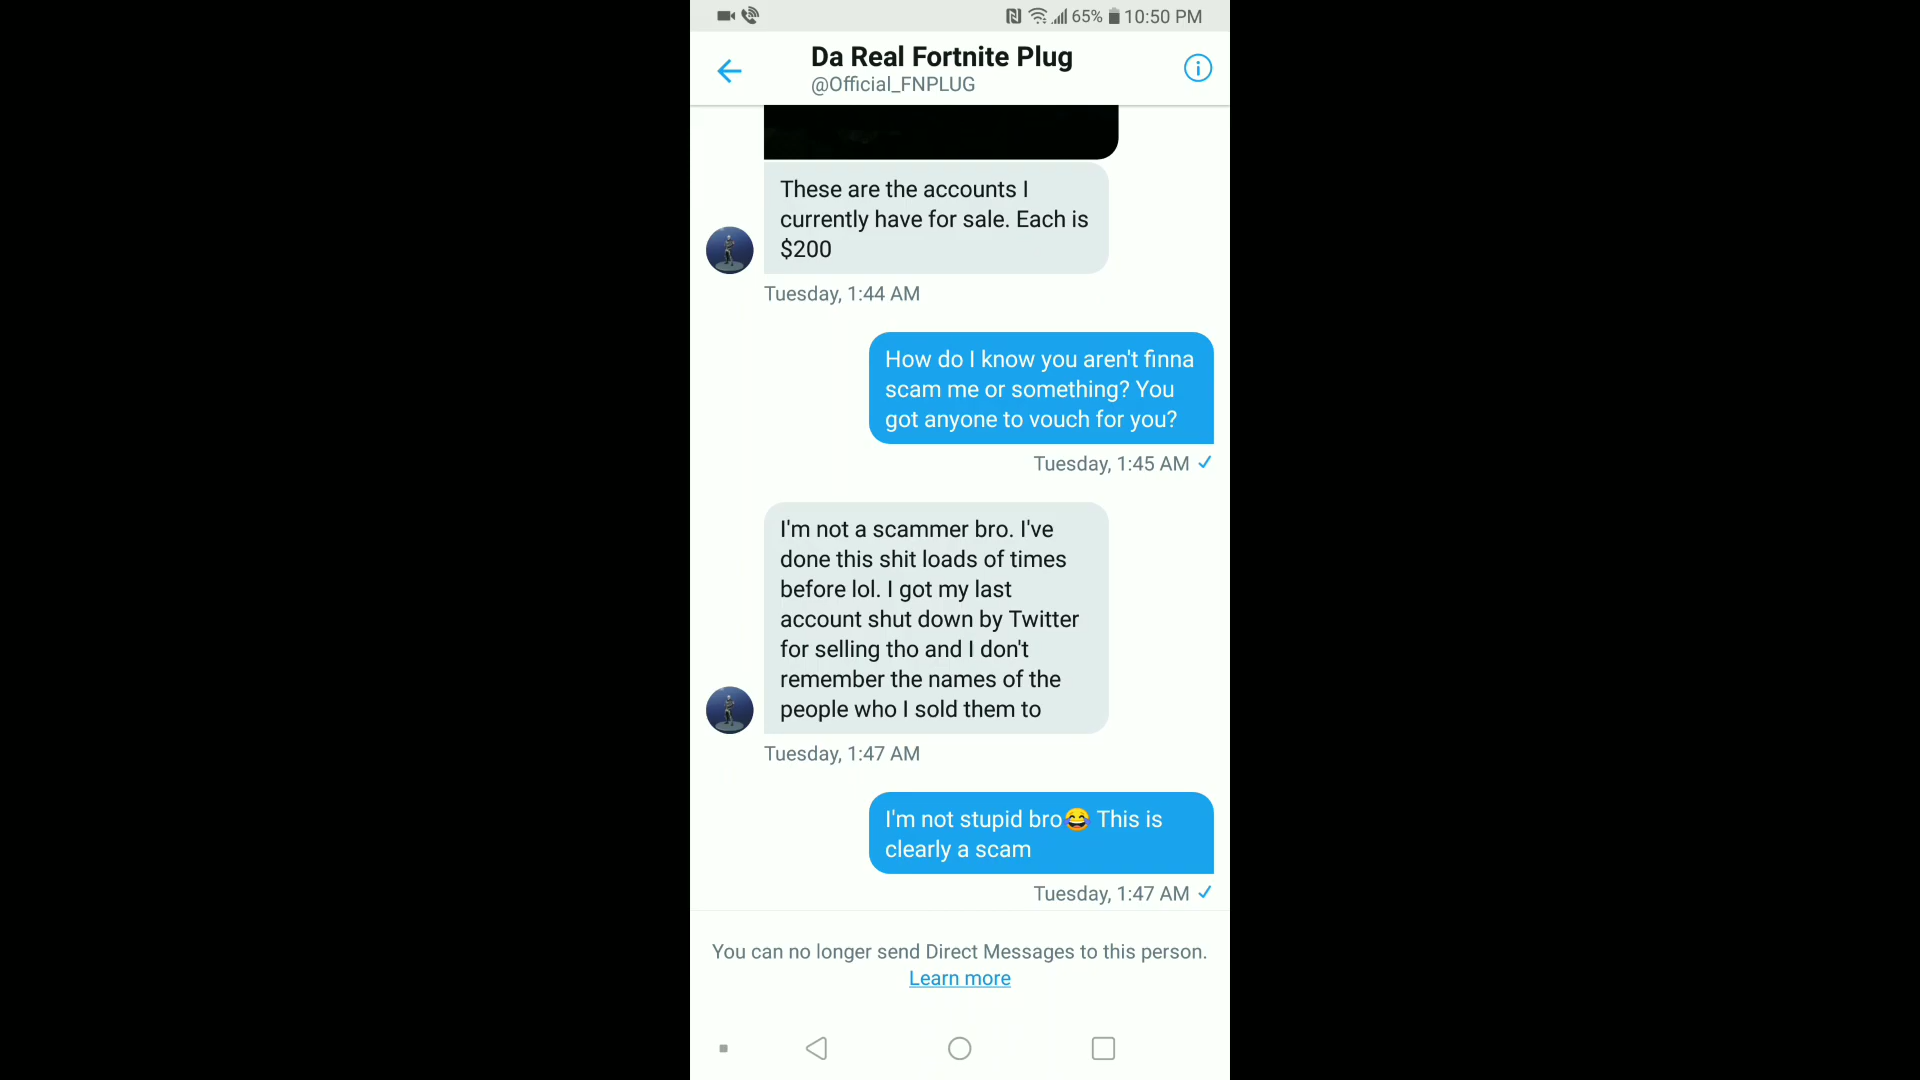 65% 10:50 PM
Da Real Fortnite Plug
@Official_FNPLUG
These are the accounts I
currently have for sale. Each is
$200
Tuesday, 1:44 AM
How do I know you aren't finna
scam me or something? You
got anyone to vouch for you?
Tuesday, 1:45 AM
I'm not a scammer bro. I've
done this shit loads of times
before lol. I got my last
account shut down by Twitter
for selling tho and I don't
remember the names of the
people who I sold them to
Tuesday, 1:47 AM
I'm not stupid bro😂 This is
clearly a scam
Tuesday, 1:47 AM
You can no longer send Direct Messages to this person.
Learn more